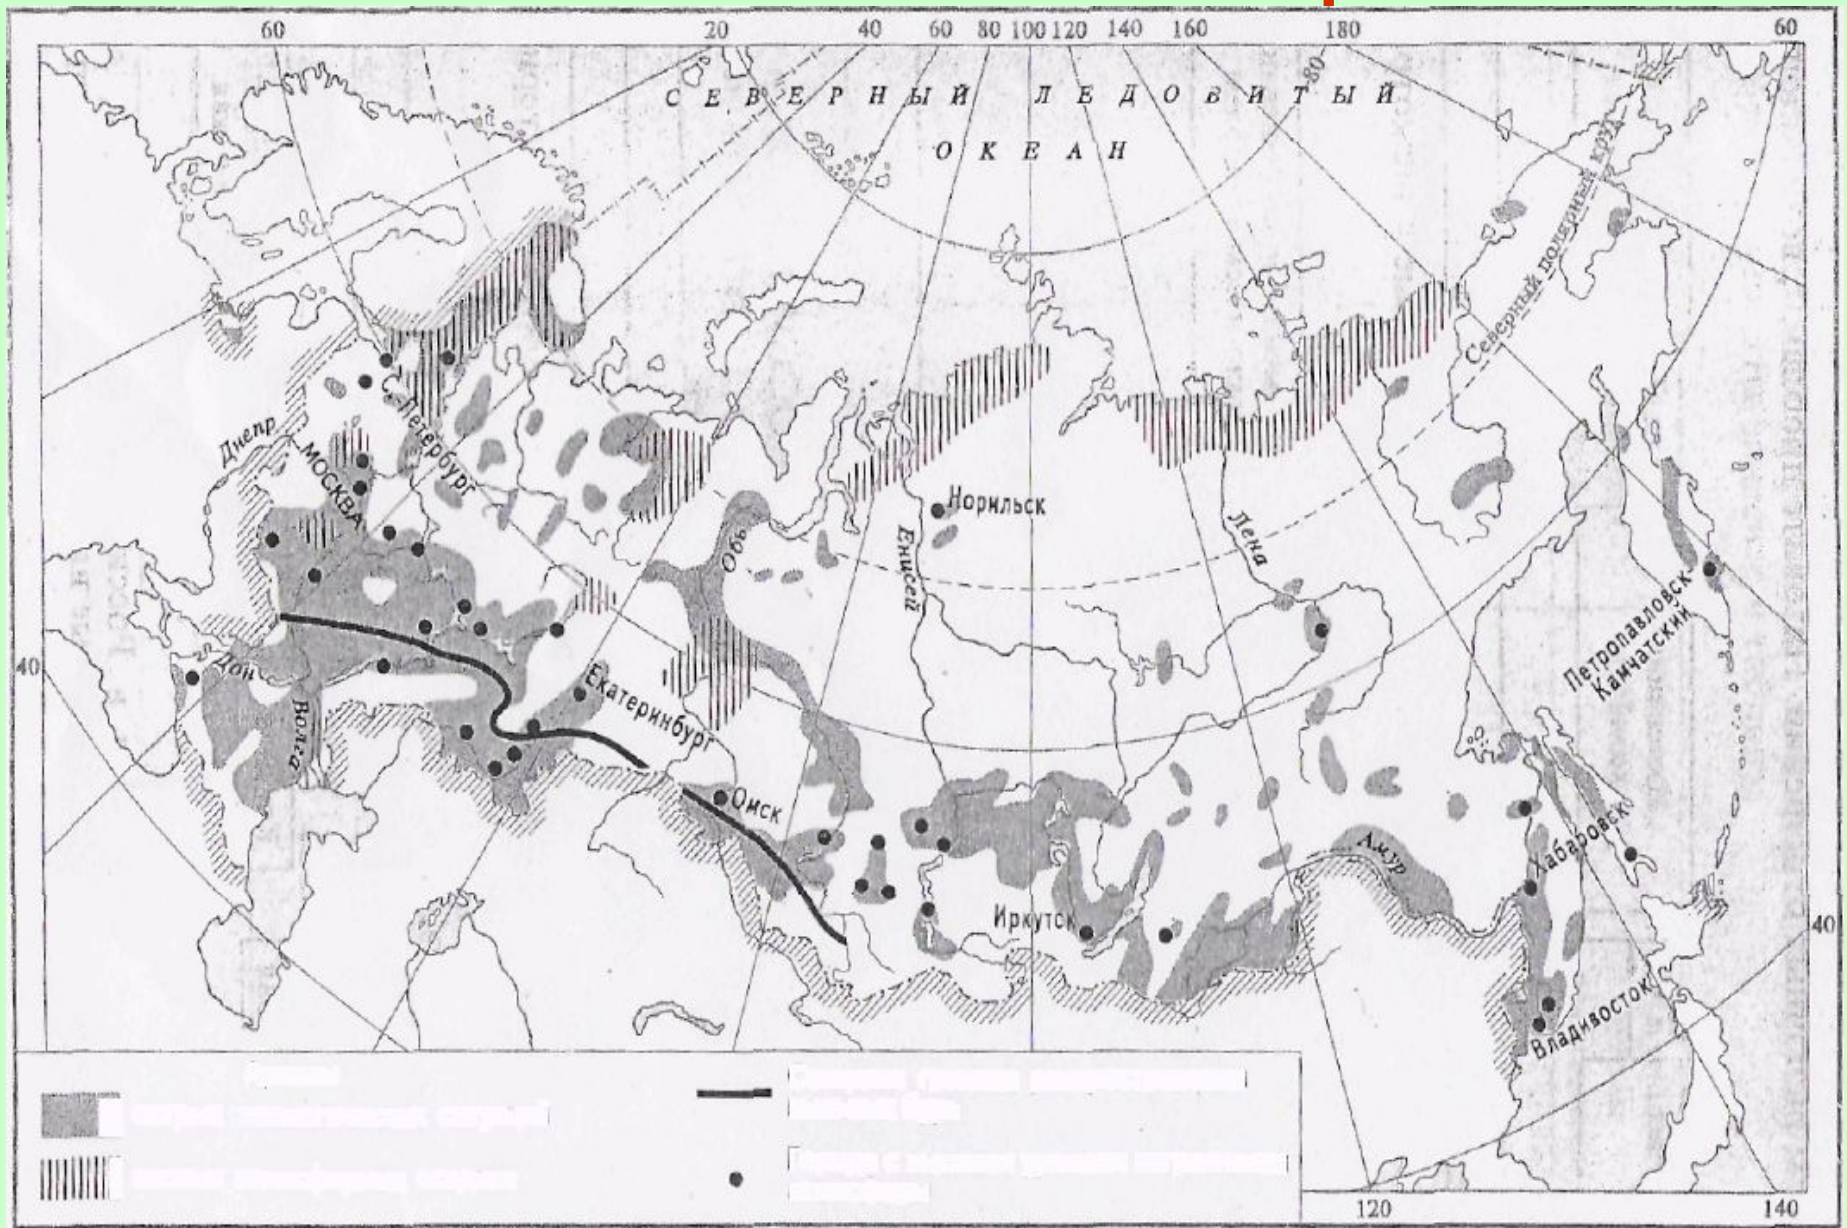 60 20 40 60 80 100 120 140 160 180 60
80
СЕВЕРНЫЙ ЛЕДОВИТЫЙ
ОКЕАН
Северный полярный круг
С.-Петербург
Днепр
МОСКВА
Норильск
Обь
Енисей
Лена
Петропавловск-
Камчатский
40
Дон
Волга
Екатеринбург
Омск
Иркутск
Амур
Хабаровск
40
Владивосток
120 140